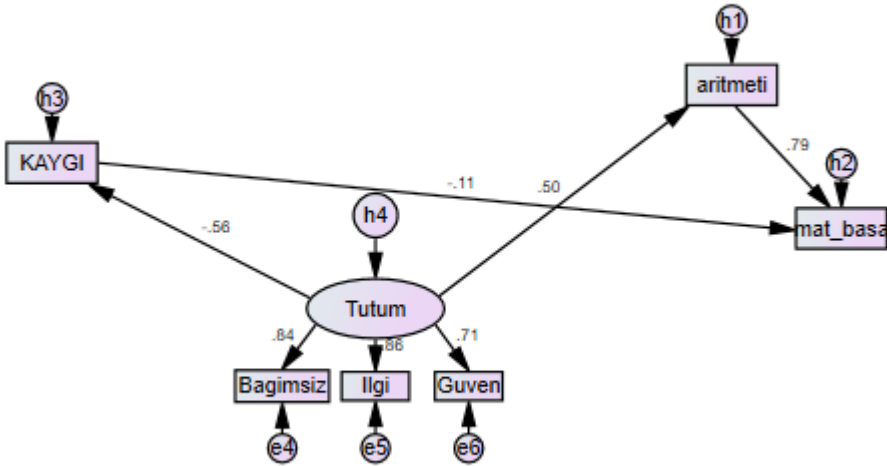 h1
aritmeti
h3
.79
KAYGI
h2
-.11
.50
h4
mat_basa
-.56
Tutum
.84
.86
.71
Bagimsiz
Ilgi
Guven
e4
e5
e6